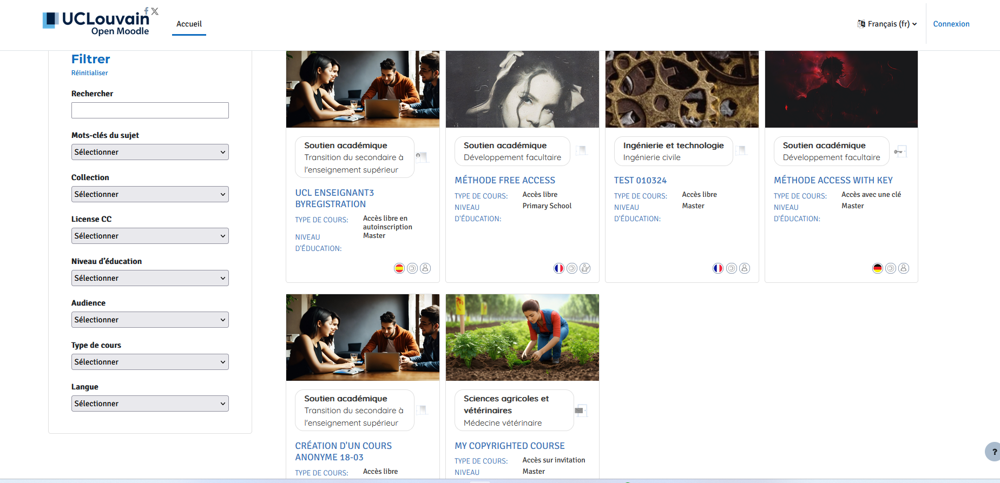 UCLouvain
Open Moodle
Accueil
Français (fr)
Connexion
Filtrer
Réinitialiser
Rechercher
Mots-clés du sujet
Sélectionner
Collection
Sélectionner
License CC
Sélectionner
Niveau d'éducation
Sélectionner
Audience
Sélectionner
Type de cours
Sélectionner
Langue
Sélectionner
Soutien académique
Transition du secondaire à
l'enseignement supérieur
UCL ENSEIGNANT3
BYREGISTRATION
TYPE DE COURS: Accès libre en
autoinscription
NIVEAU Master
D'ÉDUCATION:
Soutien académique
Développement facultaire
MÉTHODE FREE ACCESS
TYPE DE COURS: Accès libre
NIVEAU Primary School
D'ÉDUCATION:
Ingénierie et technologie
Ingénierie civile
TEST 010324
TYPE DE COURS: Accès libre
NIVEAU Master
D'ÉDUCATION:
Soutien académique
Développement facultaire
MÉTHODE ACCESS WITH KEY
TYPE DE COURS: Accès avec une clé
NIVEAU Master
D'ÉDUCATION:
Soutien académique
Transition du secondaire à
l'enseignement supérieur
CRÉATION D'UN COURS
ANONYME 18-03
TYPE DE COURS: Accès libre
Sciences agricoles et
vétérinaires
Médecine vétérinaire
MY COPYRIGHTED COURSE
TYPE DE COURS: Accès sur invitation
NIVEAU Master
?